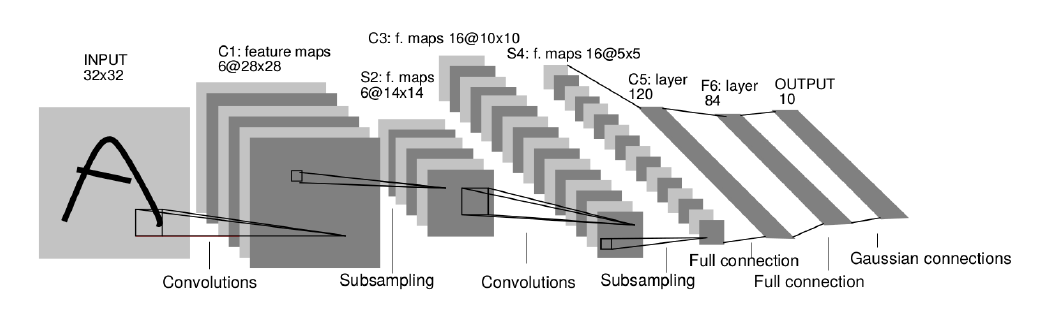 INPUT
32x32
C1: feature maps
6@28x28
S2: f. maps
6@14x14
C3: f. maps 16@10x10
S4: f. maps 16@5x5
C5: layer
120
F6: layer
84
OUTPUT
10
Convolutions
Subsampling
Convolutions
Subsampling
Full connection
Full connection
Gaussian connections
A